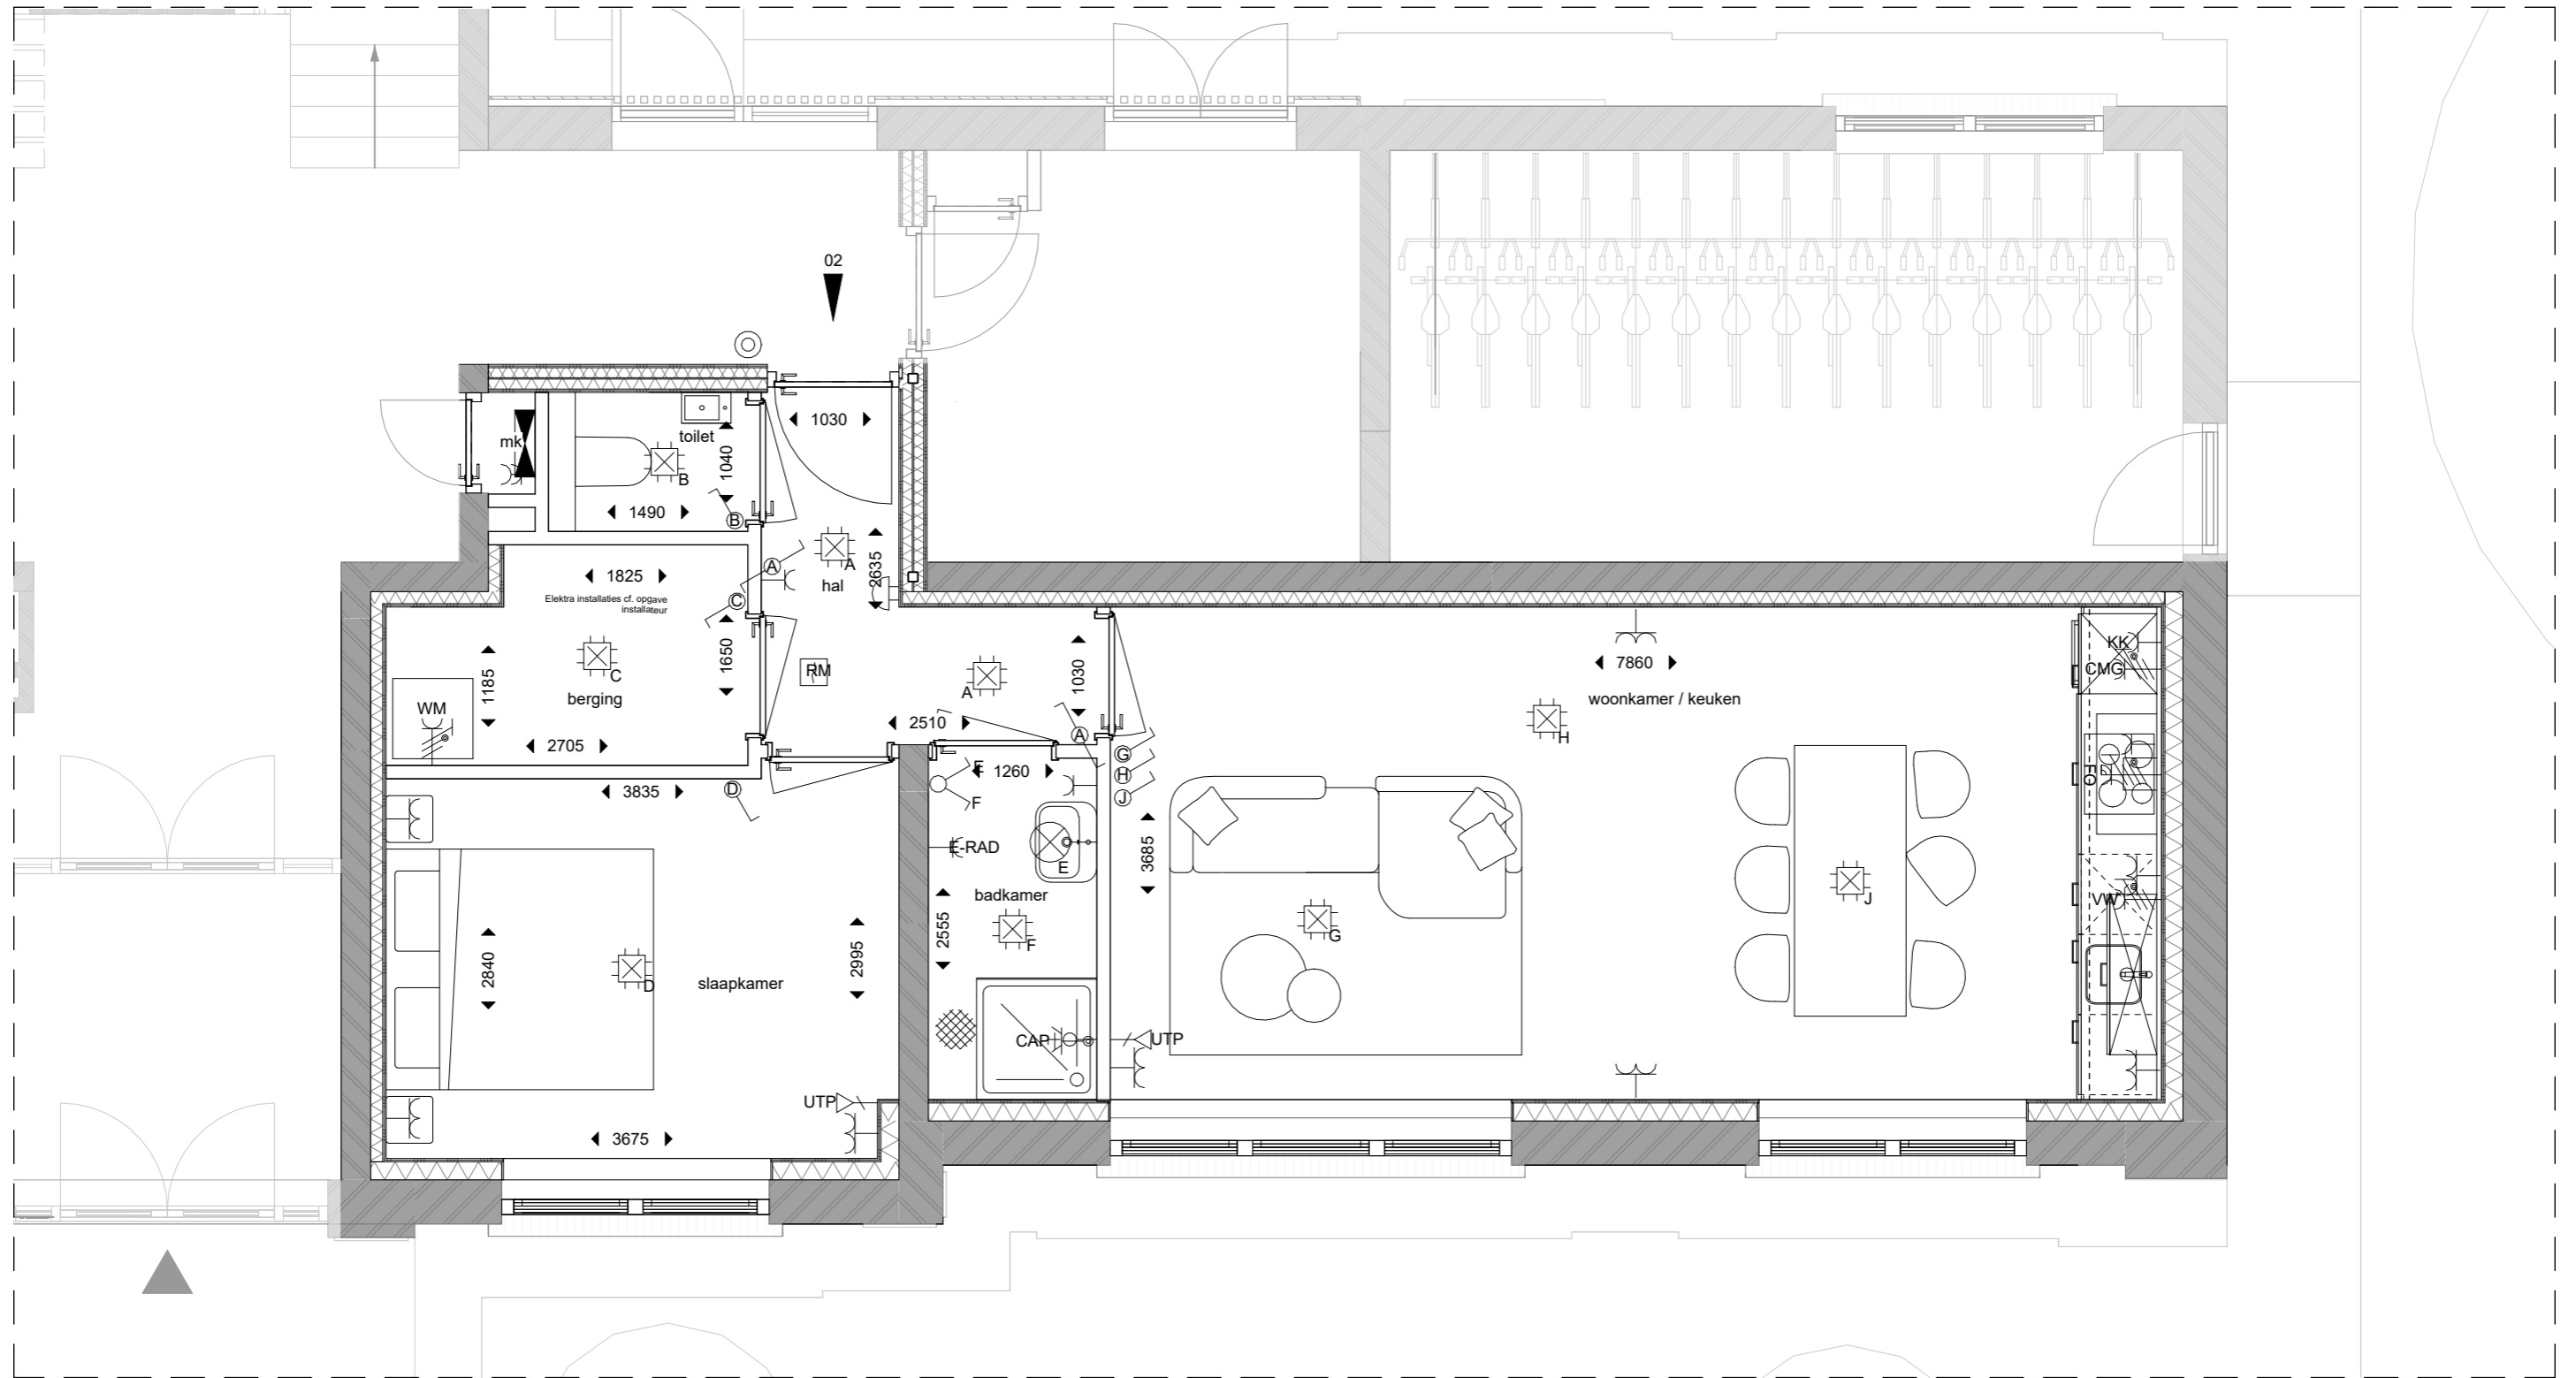 02
1030
mk
toilet
B
1040
1490
B
A
A
hal
2635
1825
Elektra installaties cf. opgave
installateur
C
1650
C
berging
1185
WM
2705
RM
A
1030
2510
A
G
H
J
7860
woonkamer / keuken
H
KK
CMG
3835
D
E
F
1260
E-RAD
E
3685
badkamer
2555
F
G
J
VW
2840
D
slaapkamer
2995
CAP
UTP
UTP
3675